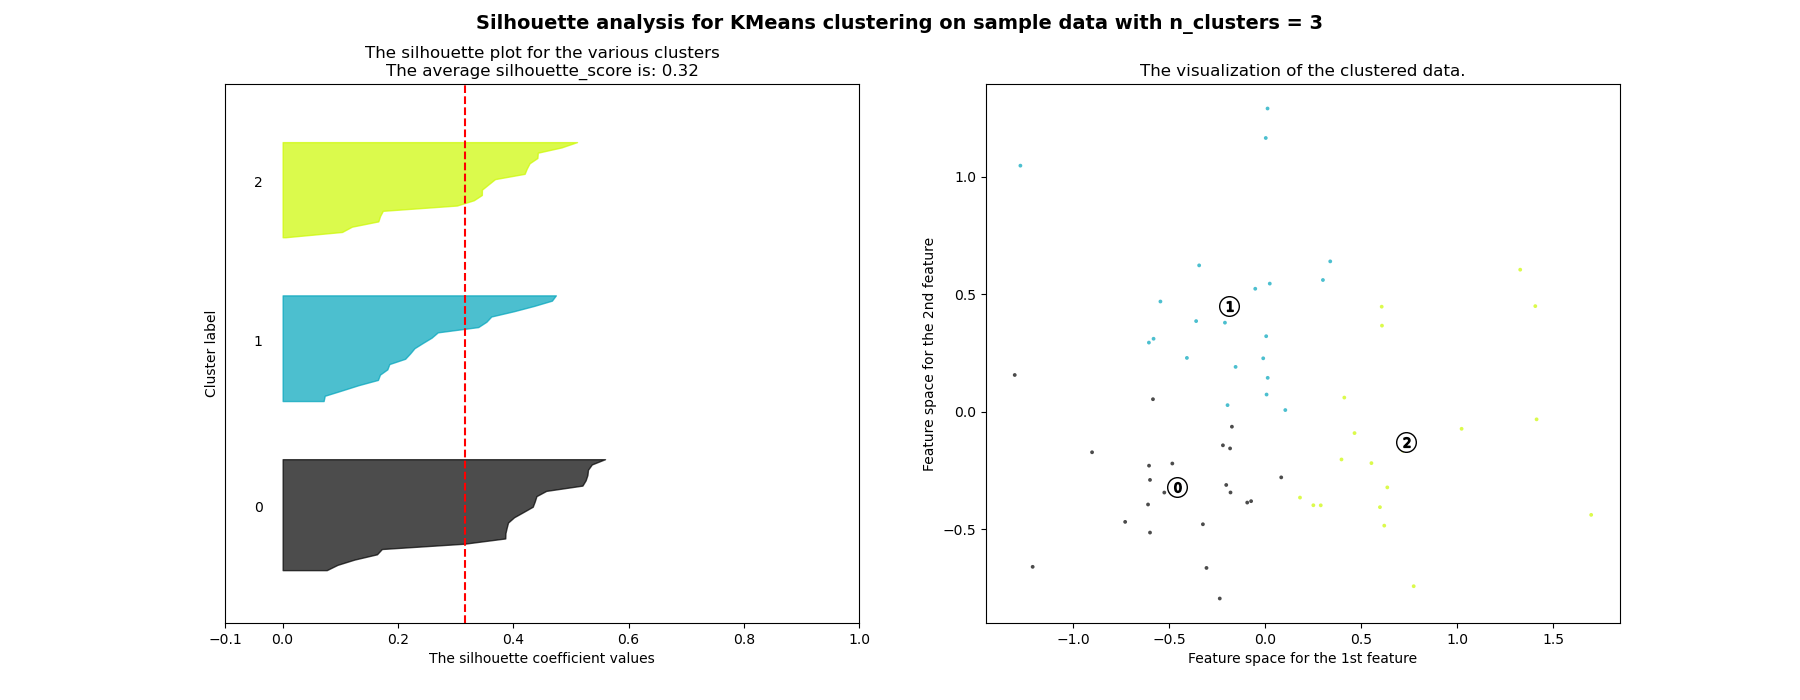 Silhouette analysis for KMeans clustering on sample data with n_clusters = 3
The silhouette plot for the various clusters
The average silhouette_score is: 0.32
Cluster label
2
1
0
−0.1 0.0 0.2 0.4 0.6 0.8 1.0
The silhouette coefficient values
The visualization of the clustered data.
Feature space for the 2nd feature
1.0
0.5
0.0
−0.5
1
2
0
−1.0 −0.5 0.0 0.5 1.0 1.5
Feature space for the 1st feature